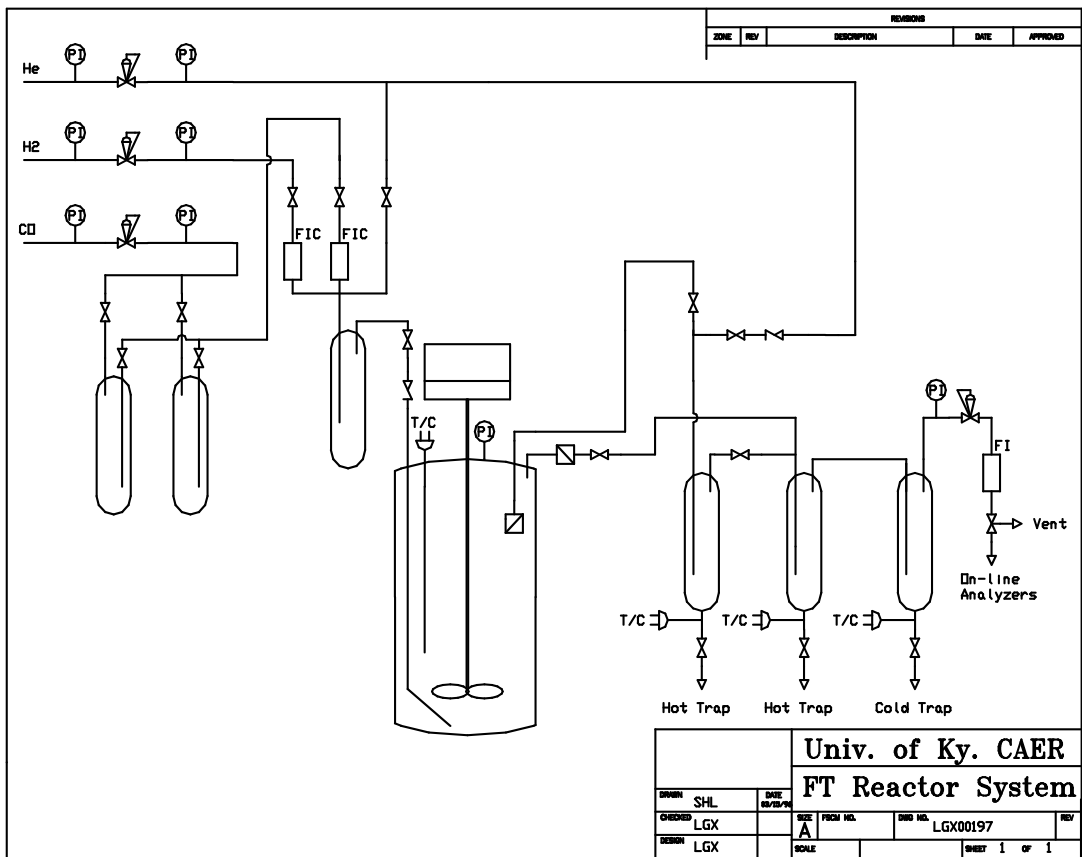 REVISIONS
ZONE REV DESCRIPTION DATE APPROVED
PI PI
He
PI PI
H2
PI PI
CO
FIC FIC
T/C
PI
PI
FI
Vent
On-line
Analyzers
T/C T/C T/C
Hot Trap Hot Trap Cold Trap
Univ. of Ky. CAER
FT Reactor System
DRAWN SHL DATE
CHECKED LGX
DESIGN LGX
SIZE A FSCM NO. DWG NO. LGX00197 REV
SCALE SHEET 1 OF 1